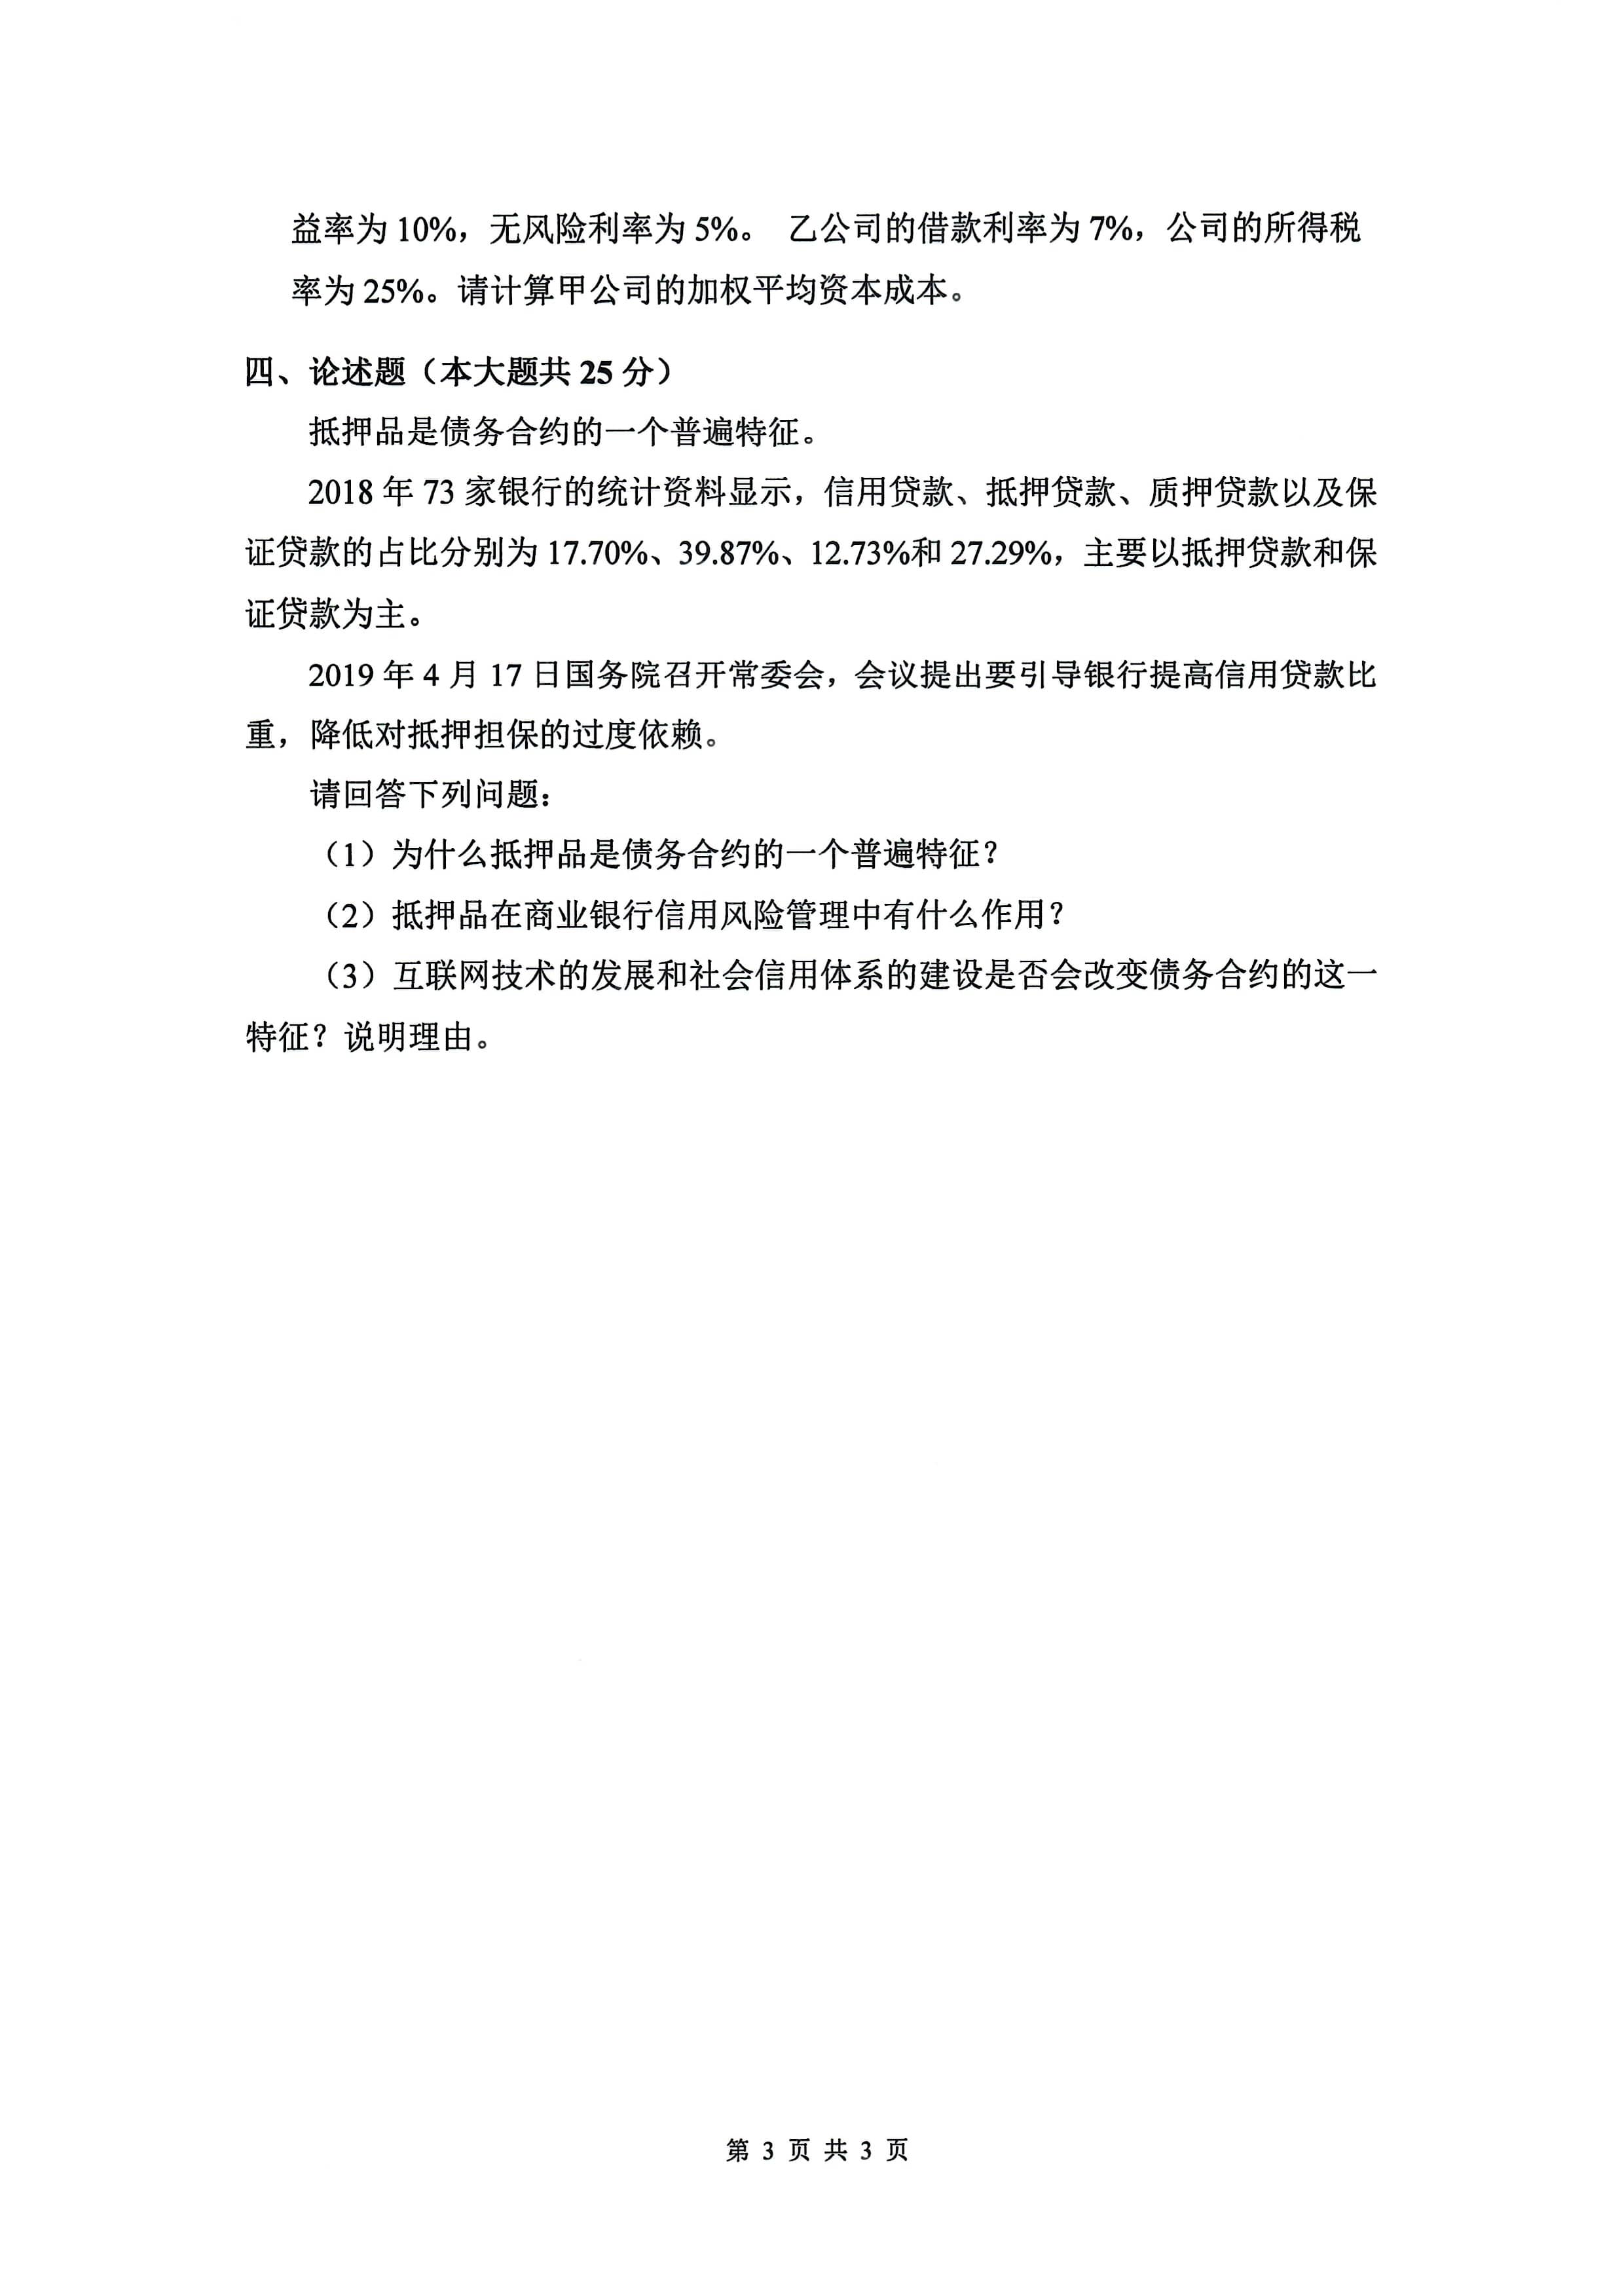 益率为 10%，无风险利率为 5%。 乙公司的借款利率为 7%，公司的所得税
率为 25%。请计算甲公司的加权平均资本成本。
四、论述题（本大题共 25 分）
抵押品是债务合约的一个普遍特征。
2018 年 73 家银行的统计资料显示，信用贷款、抵押贷款、质押贷款以及保
证贷款的占比分别为 17.70%、39.87%、12.73%和 27.29%，主要以抵押贷款和保
证贷款为主。
2019 年 4 月 17 日国务院召开常委会，会议提出要引导银行提高信用贷款比
重，降低对抵押担保的过度依赖。
请回答下列问题：
（1）为什么抵押品是债务合约的一个普遍特征？
（2）抵押品在商业银行信用风险管理中有什么作用？
（3）互联网技术的发展和社会信用体系的建设是否会改变债务合约的这一
特征？说明理由。
第 3 页 共 3 页